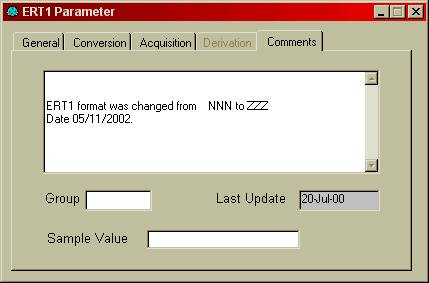 ERT1 Parameter
General Conversion Acquisition Derivation Comments
ERT1 format was changed from NNN to ZZZ
Date 05/11/2002.
Group Last Update 20-Jul-00
Sample Value